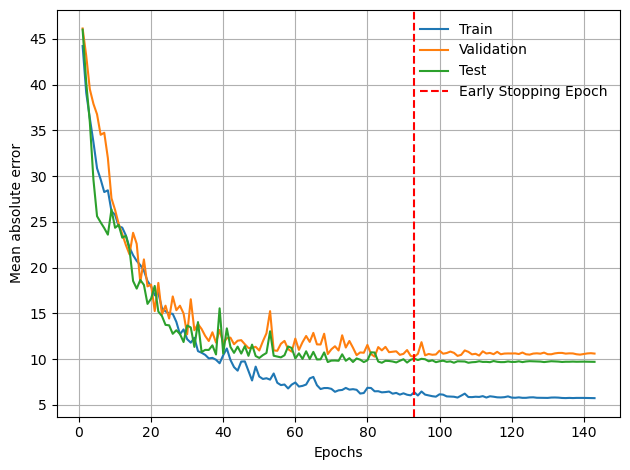 45
40
35
30
25
20
15
10
5
Mean absolute error
0 20 40 60 80 100 120 140
Epochs
Train
Validation
Test
Early Stopping Epoch